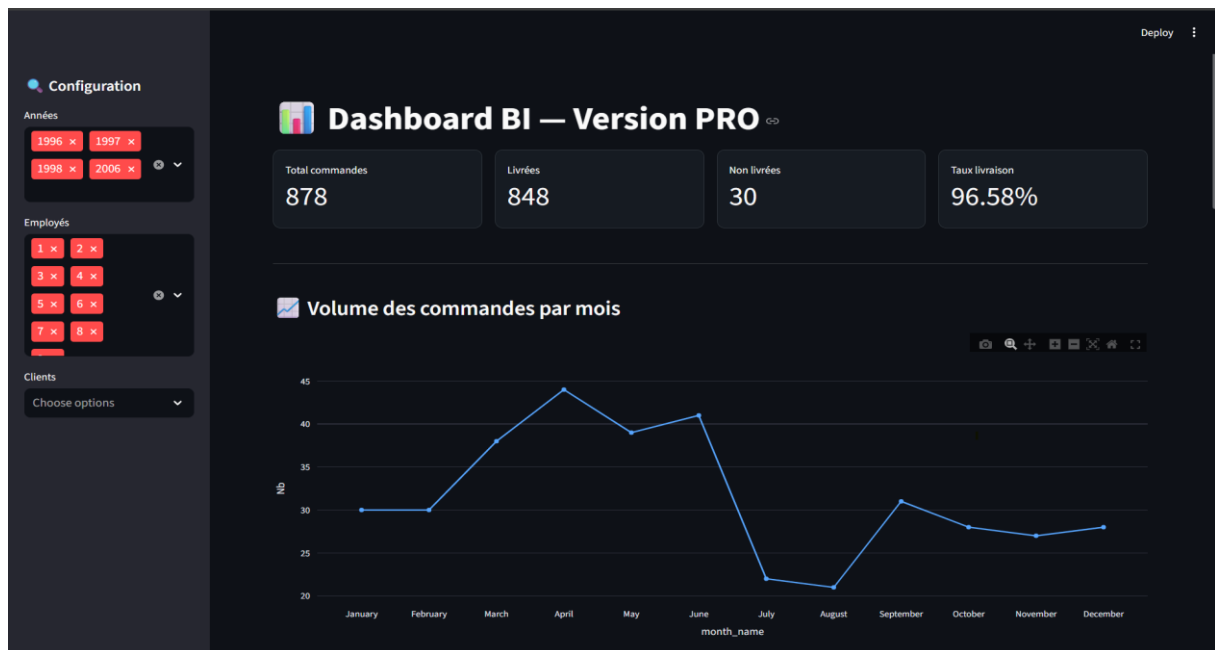 Deploy
Configuration
Années
1996 × 1997 ×
1998 × 2006 ×
Employés
1 × 2 ×
3 × 4 ×
5 × 6 ×
7 × 8 ×
Clients
Choose options
Dashboard BI — Version PRO
Total commandes
878
Livrées
848
Non livrées
30
Taux livraison
96.58%
Volume des commandes par mois
45
40
35
30
25
20
Nb
January February March April May June July August September October November December
month_name